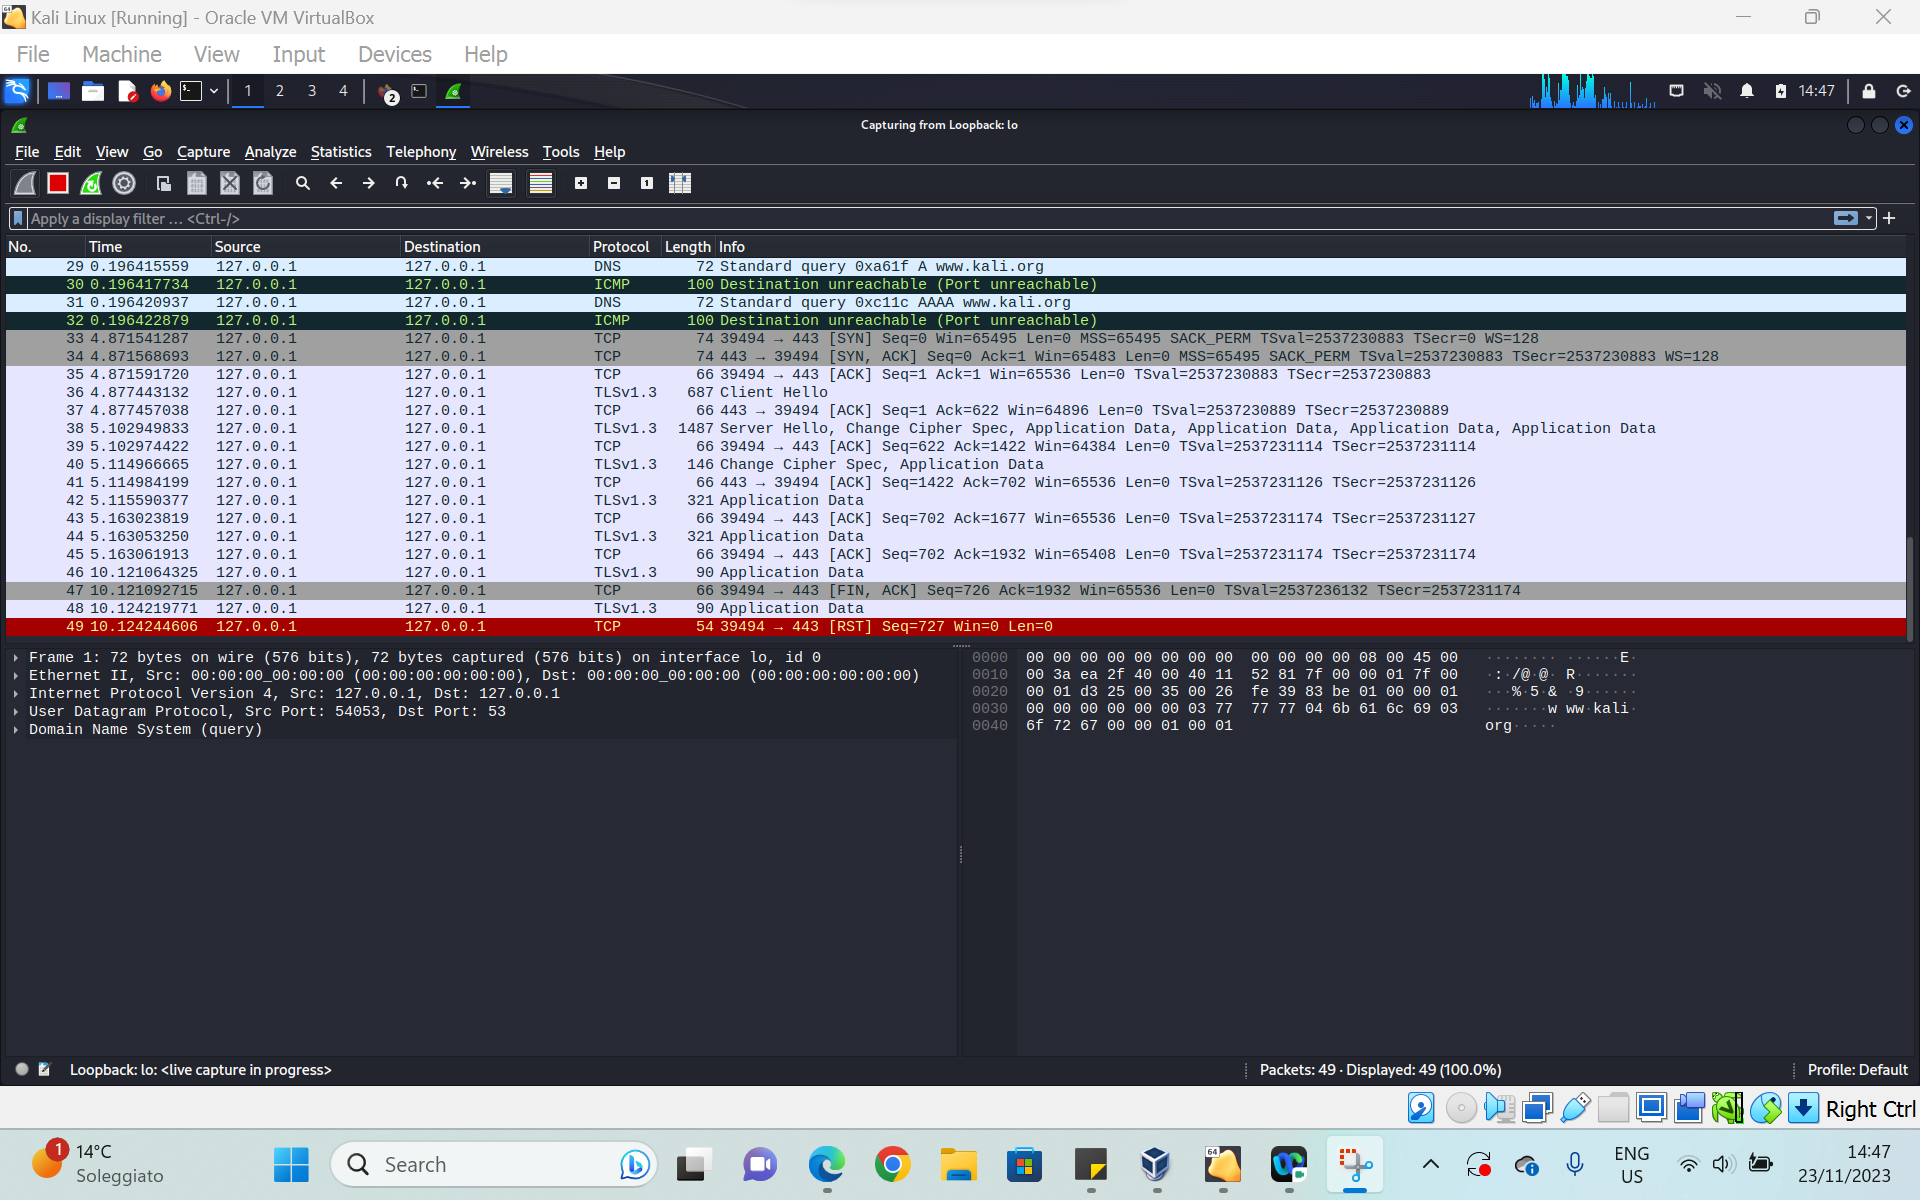 Kali Linux [Running] - Oracle VM VirtualBox
File Machine View Input Devices Help
1 2 3 4 2 14:47
Capturing from Loopback: lo
File Edit View Go Capture Analyze Statistics Telephony Wireless Tools Help
Apply a display filter … <Ctrl-/>
No. Time Source Destination Protocol Length Info
29 0.196415559 127.0.0.1 127.0.0.1 DNS 72 Standard query 0xa61f A www.kali.org
30 0.196417734 127.0.0.1 127.0.0.1 ICMP 100 Destination unreachable (Port unreachable)
31 0.196420937 127.0.0.1 127.0.0.1 DNS 72 Standard query 0xc11c AAAA www.kali.org
32 0.196422879 127.0.0.1 127.0.0.1 ICMP 100 Destination unreachable (Port unreachable)
33 4.871541287 127.0.0.1 127.0.0.1 TCP 74 39494 → 443 [SYN] Seq=0 Win=65495 Len=0 MSS=65495 SACK_PERM TSval=2537230883 TSecr=0 WS=128
34 4.871568693 127.0.0.1 127.0.0.1 TCP 74 443 → 39494 [SYN, ACK] Seq=0 Ack=1 Win=65483 Len=0 MSS=65495 SACK_PERM TSval=2537230883 TSecr=2537230883 WS=128
35 4.871591720 127.0.0.1 127.0.0.1 TCP 66 39494 → 443 [ACK] Seq=1 Ack=1 Win=65536 Len=0 TSval=2537230883 TSecr=2537230883
36 4.877443132 127.0.0.1 127.0.0.1 TLSv1.3 687 Client Hello
37 4.877457038 127.0.0.1 127.0.0.1 TCP 66 443 → 39494 [ACK] Seq=1 Ack=622 Win=64896 Len=0 TSval=2537230889 TSecr=2537230889
38 5.102949833 127.0.0.1 127.0.0.1 TLSv1.3 1487 Server Hello, Change Cipher Spec, Application Data, Application Data, Application Data, Application Data
39 5.102974422 127.0.0.1 127.0.0.1 TCP 66 39494 → 443 [ACK] Seq=622 Ack=1422 Win=64384 Len=0 TSval=2537231114 TSecr=2537231114
40 5.114966665 127.0.0.1 127.0.0.1 TLSv1.3 146 Change Cipher Spec, Application Data
41 5.114984199 127.0.0.1 127.0.0.1 TCP 66 443 → 39494 [ACK] Seq=1422 Ack=702 Win=65536 Len=0 TSval=2537231126 TSecr=2537231126
42 5.115590377 127.0.0.1 127.0.0.1 TLSv1.3 321 Application Data
43 5.163023819 127.0.0.1 127.0.0.1 TCP 66 39494 → 443 [ACK] Seq=702 Ack=1677 Win=65536 Len=0 TSval=2537231174 TSecr=2537231127
44 5.163053250 127.0.0.1 127.0.0.1 TLSv1.3 321 Application Data
45 5.163061913 127.0.0.1 127.0.0.1 TCP 66 39494 → 443 [ACK] Seq=702 Ack=1932 Win=65408 Len=0 TSval=2537231174 TSecr=2537231174
46 10.121064325 127.0.0.1 127.0.0.1 TLSv1.3 90 Application Data
47 10.121092715 127.0.0.1 127.0.0.1 TCP 66 39494 → 443 [FIN, ACK] Seq=726 Ack=1932 Win=65536 Len=0 TSval=2537236132 TSecr=2537231174
48 10.124219771 127.0.0.1 127.0.0.1 TLSv1.3 90 Application Data
49 10.124244606 127.0.0.1 127.0.0.1 TCP 54 39494 → 443 [RST] Seq=727 Win=0 Len=0
Frame 1: 72 bytes on wire (576 bits), 72 bytes captured (576 bits) on interface lo, id 0
Ethernet II, Src: 00:00:00_00:00:00 (00:00:00:00:00:00), Dst: 00:00:00_00:00:00 (00:00:00:00:00:00)
Internet Protocol Version 4, Src: 127.0.0.1, Dst: 127.0.0.1
User Datagram Protocol, Src Port: 54053, Dst Port: 53
Domain Name System (query)
0000 00 00 00 00 00 00 00 00 00 00 00 00 08 00 45 00 ········ ······E·
0010 00 3a ea 2f 40 00 40 11 52 81 7f 00 00 01 7f 00 ·:·/@·@· R·······
0020 00 01 d3 25 00 35 00 26 fe 39 83 be 01 00 00 01 ···%·5·& ·9······
0030 00 00 00 00 00 00 03 77 77 77 04 6b 61 6c 69 03 ·······w ww·kali·
0040 6f 72 67 00 00 01 00 01 org·····
Loopback: lo: <live capture in progress> Packets: 49 · Displayed: 49 (100.0%) Profile: Default
Right Ctrl
1 14°C
Soleggiato
Search
64
ENG
US
14:47
23/11/2023